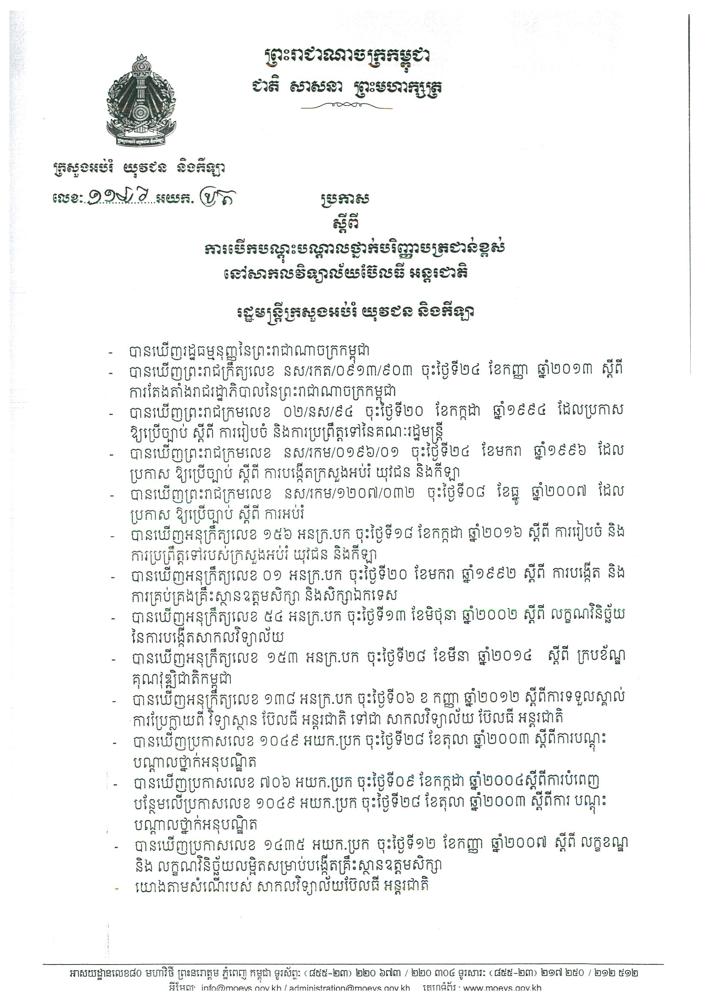 ព្រះរាជាណាចក្រកម្ពុជា
ជាតិ សាសនា ព្រះមហាក្សត្រ
ក្រសួងអប់រំ យុវជន និងកីឡា
លេខ: ១១៤៦ អយក. ប្រក
ប្រកាស
ស្តីពី
ការបើកបណ្តុះបណ្តាលថ្នាក់បរិញ្ញាបត្រជាន់ខ្ពស់
នៅសាកលវិទ្យាល័យប៊ែលធី អន្តរជាតិ
រដ្ឋមន្ត្រីក្រសួងអប់រំ យុវជន និងកីឡា
- បានឃើញរដ្ឋធម្មនុញ្ញនៃព្រះរាជាណាចក្រកម្ពុជា
- បានឃើញព្រះរាជក្រឹត្យលេខ នស/រកត/០៩១៣/៩០៣ ចុះថ្ងៃទី២៤ ខែកញ្ញា ឆ្នាំ២០១៣ ស្តីពី
ការតែងតាំងរាជរដ្ឋាភិបាលនៃព្រះរាជាណាចក្រកម្ពុជា
- បានឃើញព្រះរាជក្រមលេខ ០២/នស/៩៤ ចុះថ្ងៃទី២០ ខែកក្កដា ឆ្នាំ១៩៩៤ ដែលប្រកាស
ឱ្យប្រើច្បាប់ ស្តីពី ការរៀបចំ និងការប្រព្រឹត្តទៅនៃគណៈរដ្ឋមន្ត្រី
- បានឃើញព្រះរាជក្រមលេខ នស/រកម/០១៩៦/០១ ចុះថ្ងៃទី២៤ ខែមករា ឆ្នាំ១៩៩៦ ដែល
ប្រកាស ឱ្យប្រើច្បាប់ ស្តីពី ការបង្កើតក្រសួងអប់រំ យុវជន និងកីឡា
- បានឃើញព្រះរាជក្រមលេខ នស/រកម/១២០៧/០៣២ ចុះថ្ងៃទី០៨ ខែធ្នូ ឆ្នាំ២០០៧ ដែល
ប្រកាស ឱ្យប្រើច្បាប់ ស្តីពី ការអប់រំ
- បានឃើញអនុក្រឹត្យលេខ ១៥៦ អនក្រ.បក ចុះថ្ងៃទី១៨ ខែកក្កដា ឆ្នាំ២០១៦ ស្តីពី ការរៀបចំ និង
ការប្រព្រឹត្តទៅរបស់ក្រសួងអប់រំ យុវជន និងកីឡា
- បានឃើញអនុក្រឹត្យលេខ ០១ អនក្រ.បក ចុះថ្ងៃទី២០ ខែមករា ឆ្នាំ១៩៩២ ស្តីពី ការបង្កើត និង
ការគ្រប់គ្រងគ្រឹះស្ថានឧត្តមសិក្សា និងសិក្សាឯកទេស
- បានឃើញអនុក្រឹត្យលេខ ៥៤ អនក្រ.បក ចុះថ្ងៃទី១៣ ខែមិថុនា ឆ្នាំ២០០២ ស្តីពី លក្ខណវិនិច្ឆ័យ
នៃការបង្កើតសាកលវិទ្យាល័យ
- បានឃើញអនុក្រឹត្យលេខ ១៥៣ អនក្រ.បក ចុះថ្ងៃទី២៨ ខែមីនា ឆ្នាំ២០១៤ ស្តីពី ក្របខ័ណ្ឌ
គុណវុឌ្ឍិជាតិកម្ពុជា
- បានឃើញអនុក្រឹត្យលេខ ១៣៨ អនក្រ.បក ចុះថ្ងៃទី០៦ ខ កញ្ញា ឆ្នាំ២០១២ ស្តីពីការទទួលស្គាល់
ការប្រែក្លាយពី វិទ្យាស្ថាន ប៊ែលធី អន្តរជាតិ ទៅជា សាកលវិទ្យាល័យ ប៊ែលធី អន្តរជាតិ
- បានឃើញប្រកាសលេខ ១០៤៩ អយក.ប្រក ចុះថ្ងៃទី២៨ ខែតុលា ឆ្នាំ២០០៣ ស្តីពីការបណ្តុះ
បណ្តាលថ្នាក់អនុបណ្ឌិត
- បានឃើញប្រកាសលេខ ៧០៦ អយក.ប្រក ចុះថ្ងៃទី០៩ ខែកក្កដា ឆ្នាំ២០០៤ស្តីពីការបំពេញ
បន្ថែមលើប្រកាសលេខ ១០៤៩ អយក.ប្រក ចុះថ្ងៃទី២៨ ខែតុលា ឆ្នាំ២០០៣ ស្តីពីការ បណ្តុះ
បណ្តាលថ្នាក់អនុបណ្ឌិត
- បានឃើញប្រកាសលេខ ១៤៣៥ អយក.ប្រក ចុះថ្ងៃទី១២ ខែកញ្ញា ឆ្នាំ២០០៧ ស្តីពី លក្ខខណ្ឌ
និង លក្ខណវិនិច្ឆ័យលម្អិតសម្រាប់បង្កើតគ្រឹះស្ថានឧត្តមសិក្សា
- យោងតាមសំណើរបស់ សាកលវិទ្យាល័យប៊ែលធី អន្តរជាតិ
អាសយដ្ឋានលេខ៨០ មហាវិថី ព្រះនរោត្តម ភ្នំពេញ កម្ពុជា ទូរស័ព្ទ: (៨៥៥-២៣) ២២០ ៦៧៣ / ២២០ ៣០៤ ទូរសារ: (៨៥៥-២៣) ២១៧ ២៥០ / ២១២ ៥១២
អ៊ីមែល: info@moeys.gov.kh / administration@moeys.gov.kh គេហទំព័រ: www.moeys.gov.kh